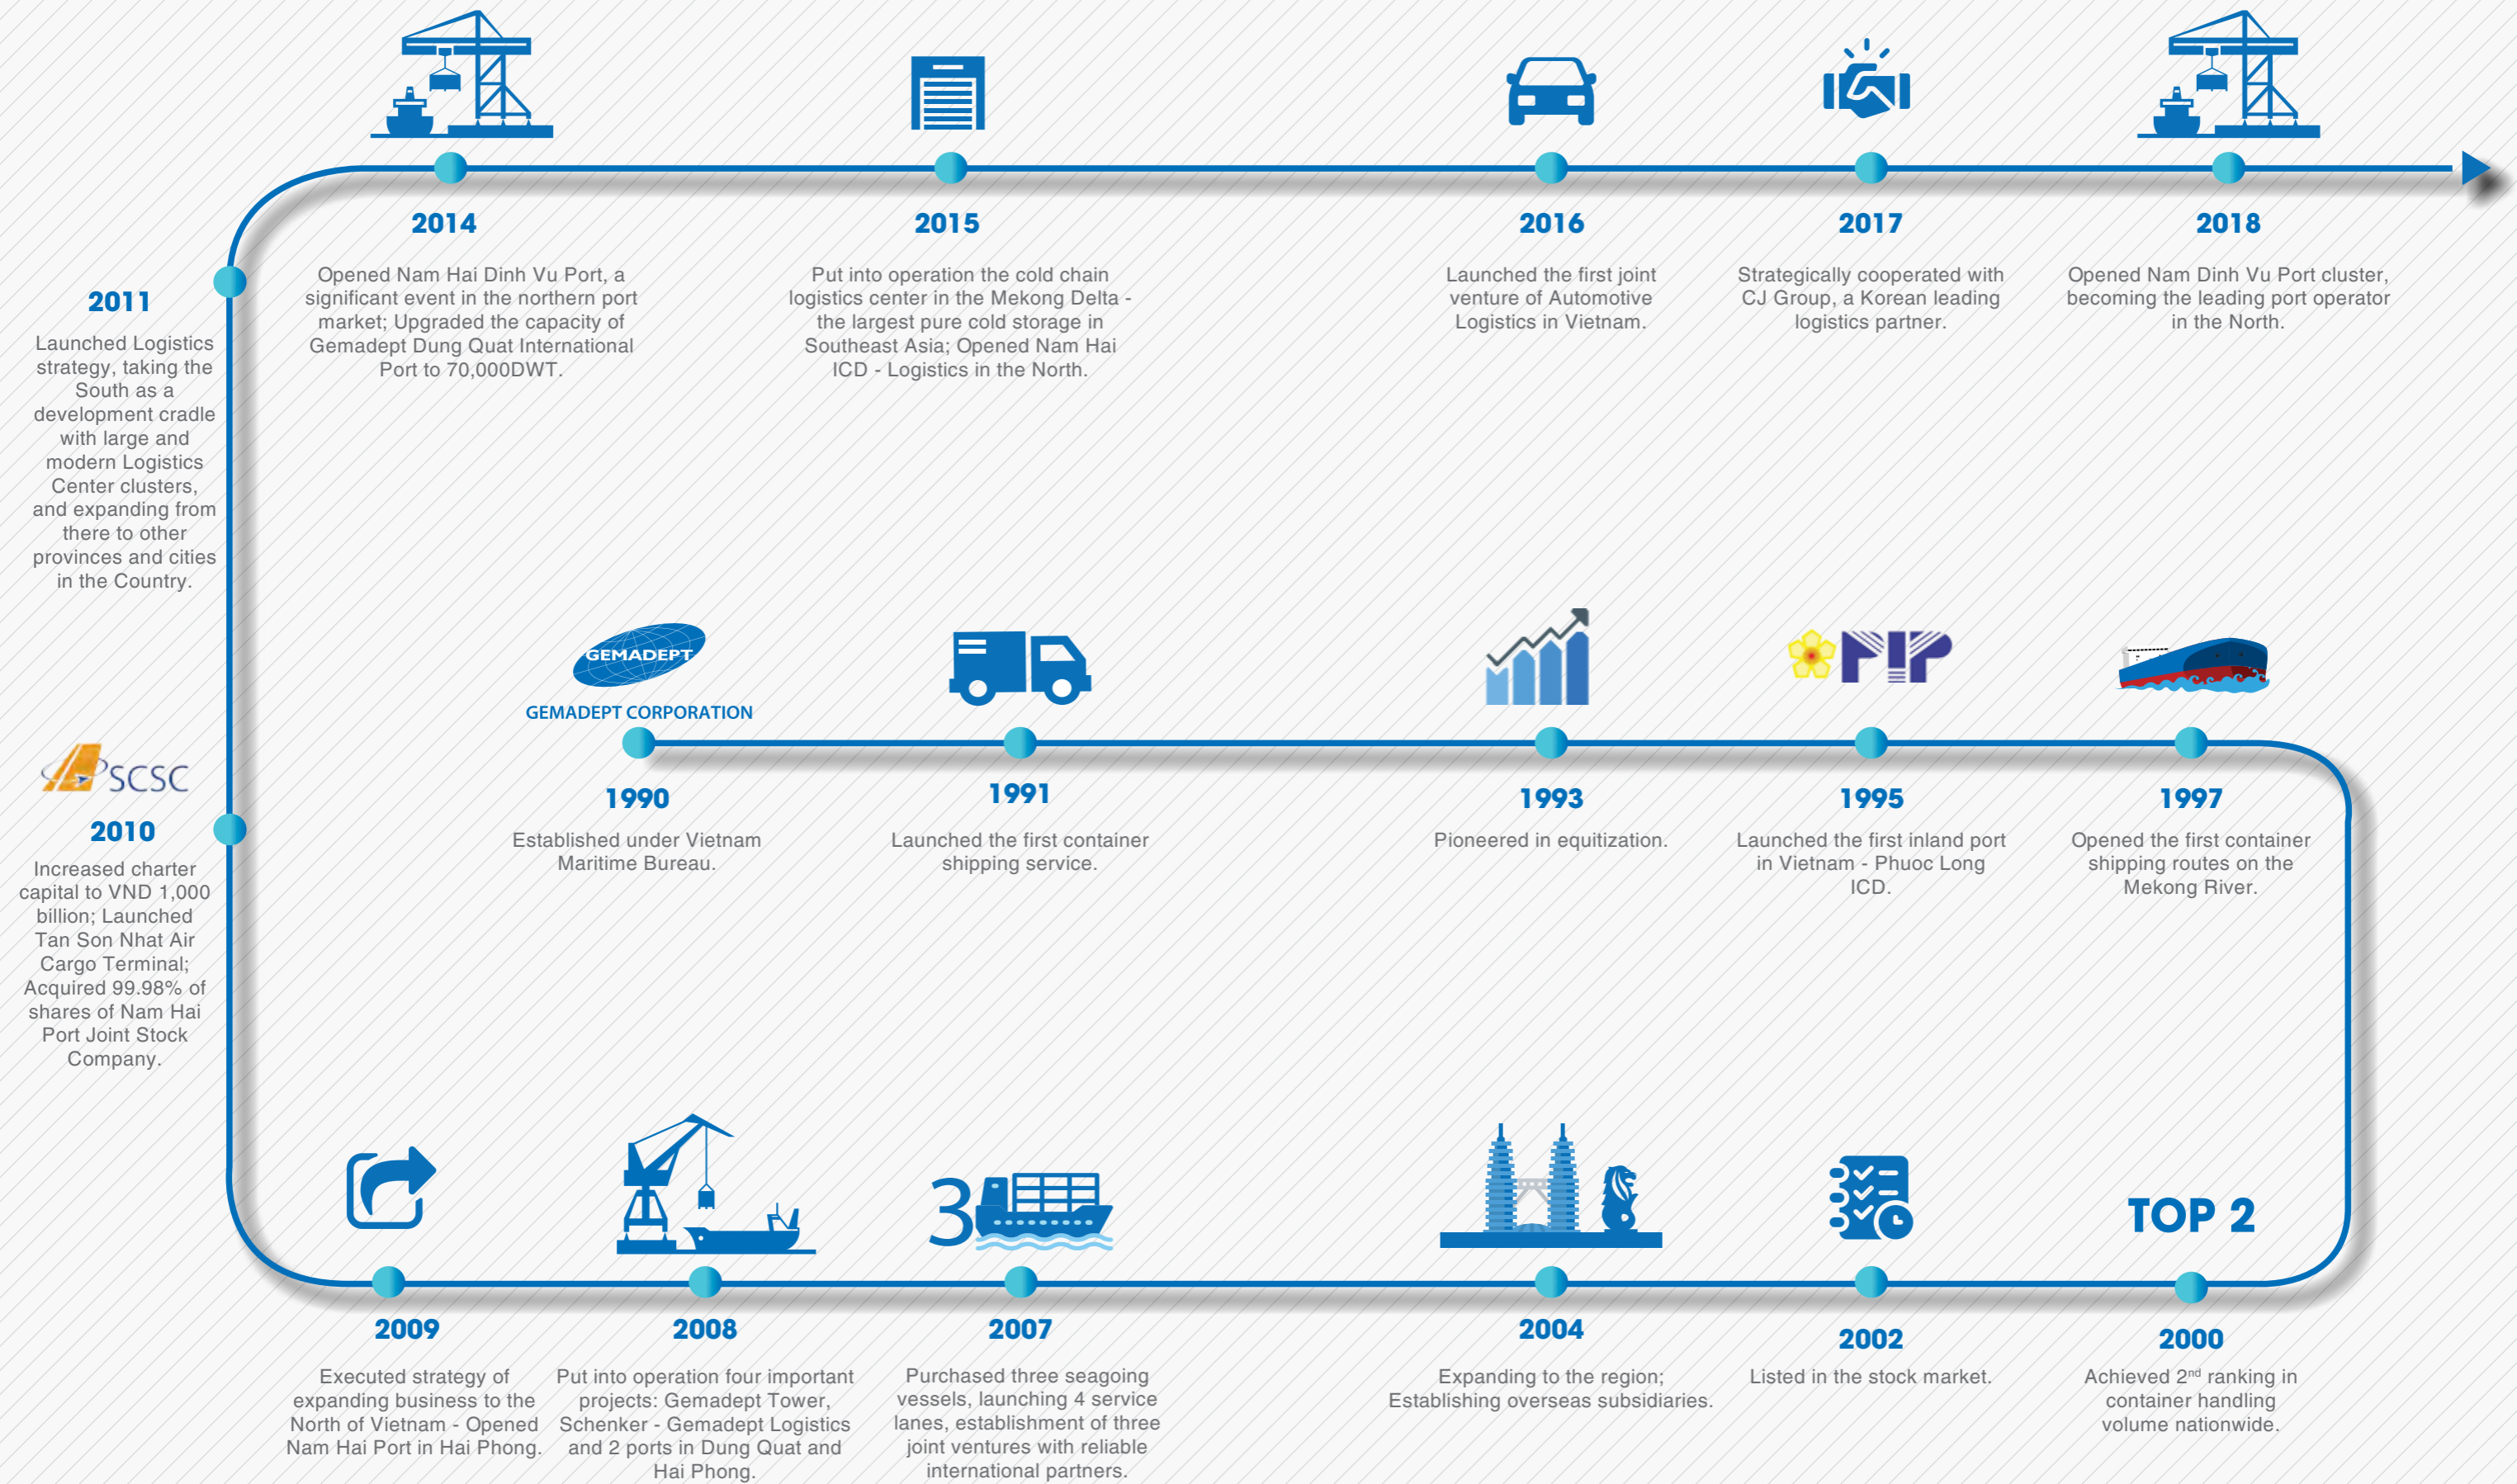 2014
Opened Nam Hai Dinh Vu Port, a
significant event in the northern port
market; Upgraded the capacity of
Gemadept Dung Quat International
Port to 70,000DWT.
2015
Put into operation the cold chain
logistics center in the Mekong Delta -
the largest pure cold storage in
Southeast Asia; Opened Nam Hai
ICD - Logistics in the North.
2016
Launched the first joint
venture of Automotive
Logistics in Vietnam.
2017
Strategically cooperated with
CJ Group, a Korean leading
logistics partner.
2018
Opened Nam Dinh Vu Port cluster,
becoming the leading port operator
in the North.
2011
Launched Logistics
strategy, taking the
South as a
development cradle
with large and
modern Logistics
Center clusters,
and expanding from
there to other
provinces and cities
in the Country.
GEMADEPT
GEMADEPT CORPORATION
1990
Established under Vietnam
Maritime Bureau.
1991
Launched the first container
shipping service.
1993
Pioneered in equitization.
PIP
1995
Launched the first inland port
in Vietnam - Phuoc Long
ICD.
1997
Opened the first container
shipping routes on the
Mekong River.
SCSC
2010
Increased charter
capital to VND 1,000
billion; Launched
Tan Son Nhat Air
Cargo Terminal;
Acquired 99.98% of
shares of Nam Hai
Port Joint Stock
Company.
2009
Executed strategy of
expanding business to the
North of Vietnam - Opened
Nam Hai Port in Hai Phong.
2008
Put into operation four important
projects: Gemadept Tower,
Schenker - Gemadept Logistics
and 2 ports in Dung Quat and
Hai Phong.
3
2007
Purchased three seagoing
vessels, launching 4 service
lanes, establishment of three
joint ventures with reliable
international partners.
2004
Expanding to the region;
Establishing overseas subsidiaries.
2002
Listed in the stock market.
TOP 2
2000
Achieved 2nd ranking in
container handling
volume nationwide.